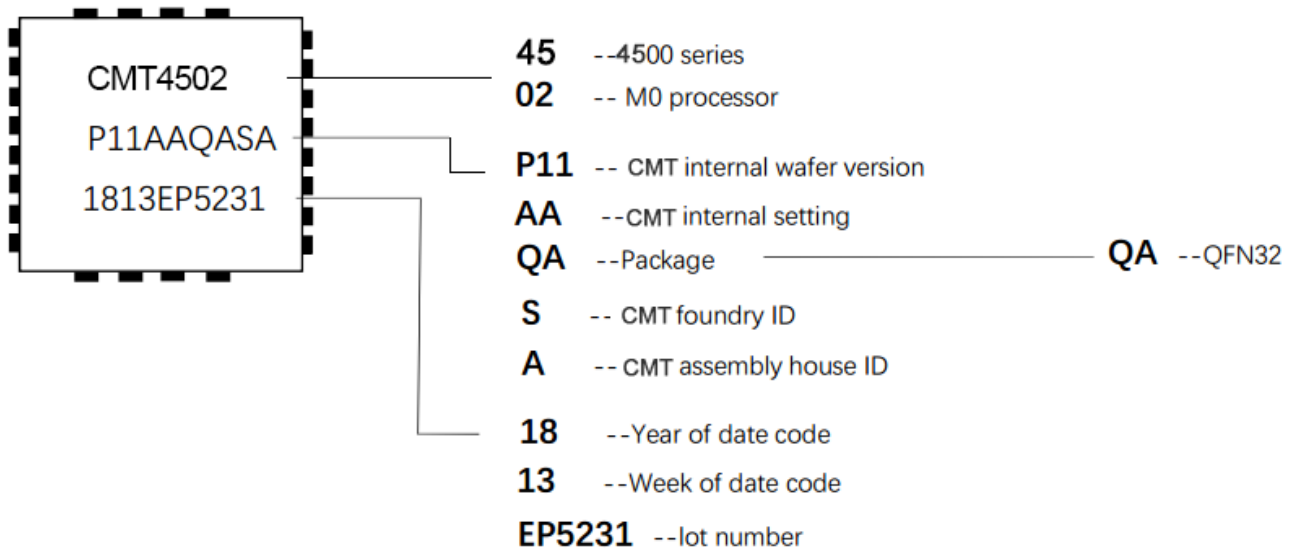 CMT4502
P11AAQASA
1813EP5231
45 --4500 series
02 -- M0 processor
P11 -- CMT internal wafer version
AA --CMT internal setting
QA --Package QA --QFN32
S -- CMT foundry ID
A -- CMT assembly house ID
18 --Year of date code
13 --Week of date code
EP5231 --lot number